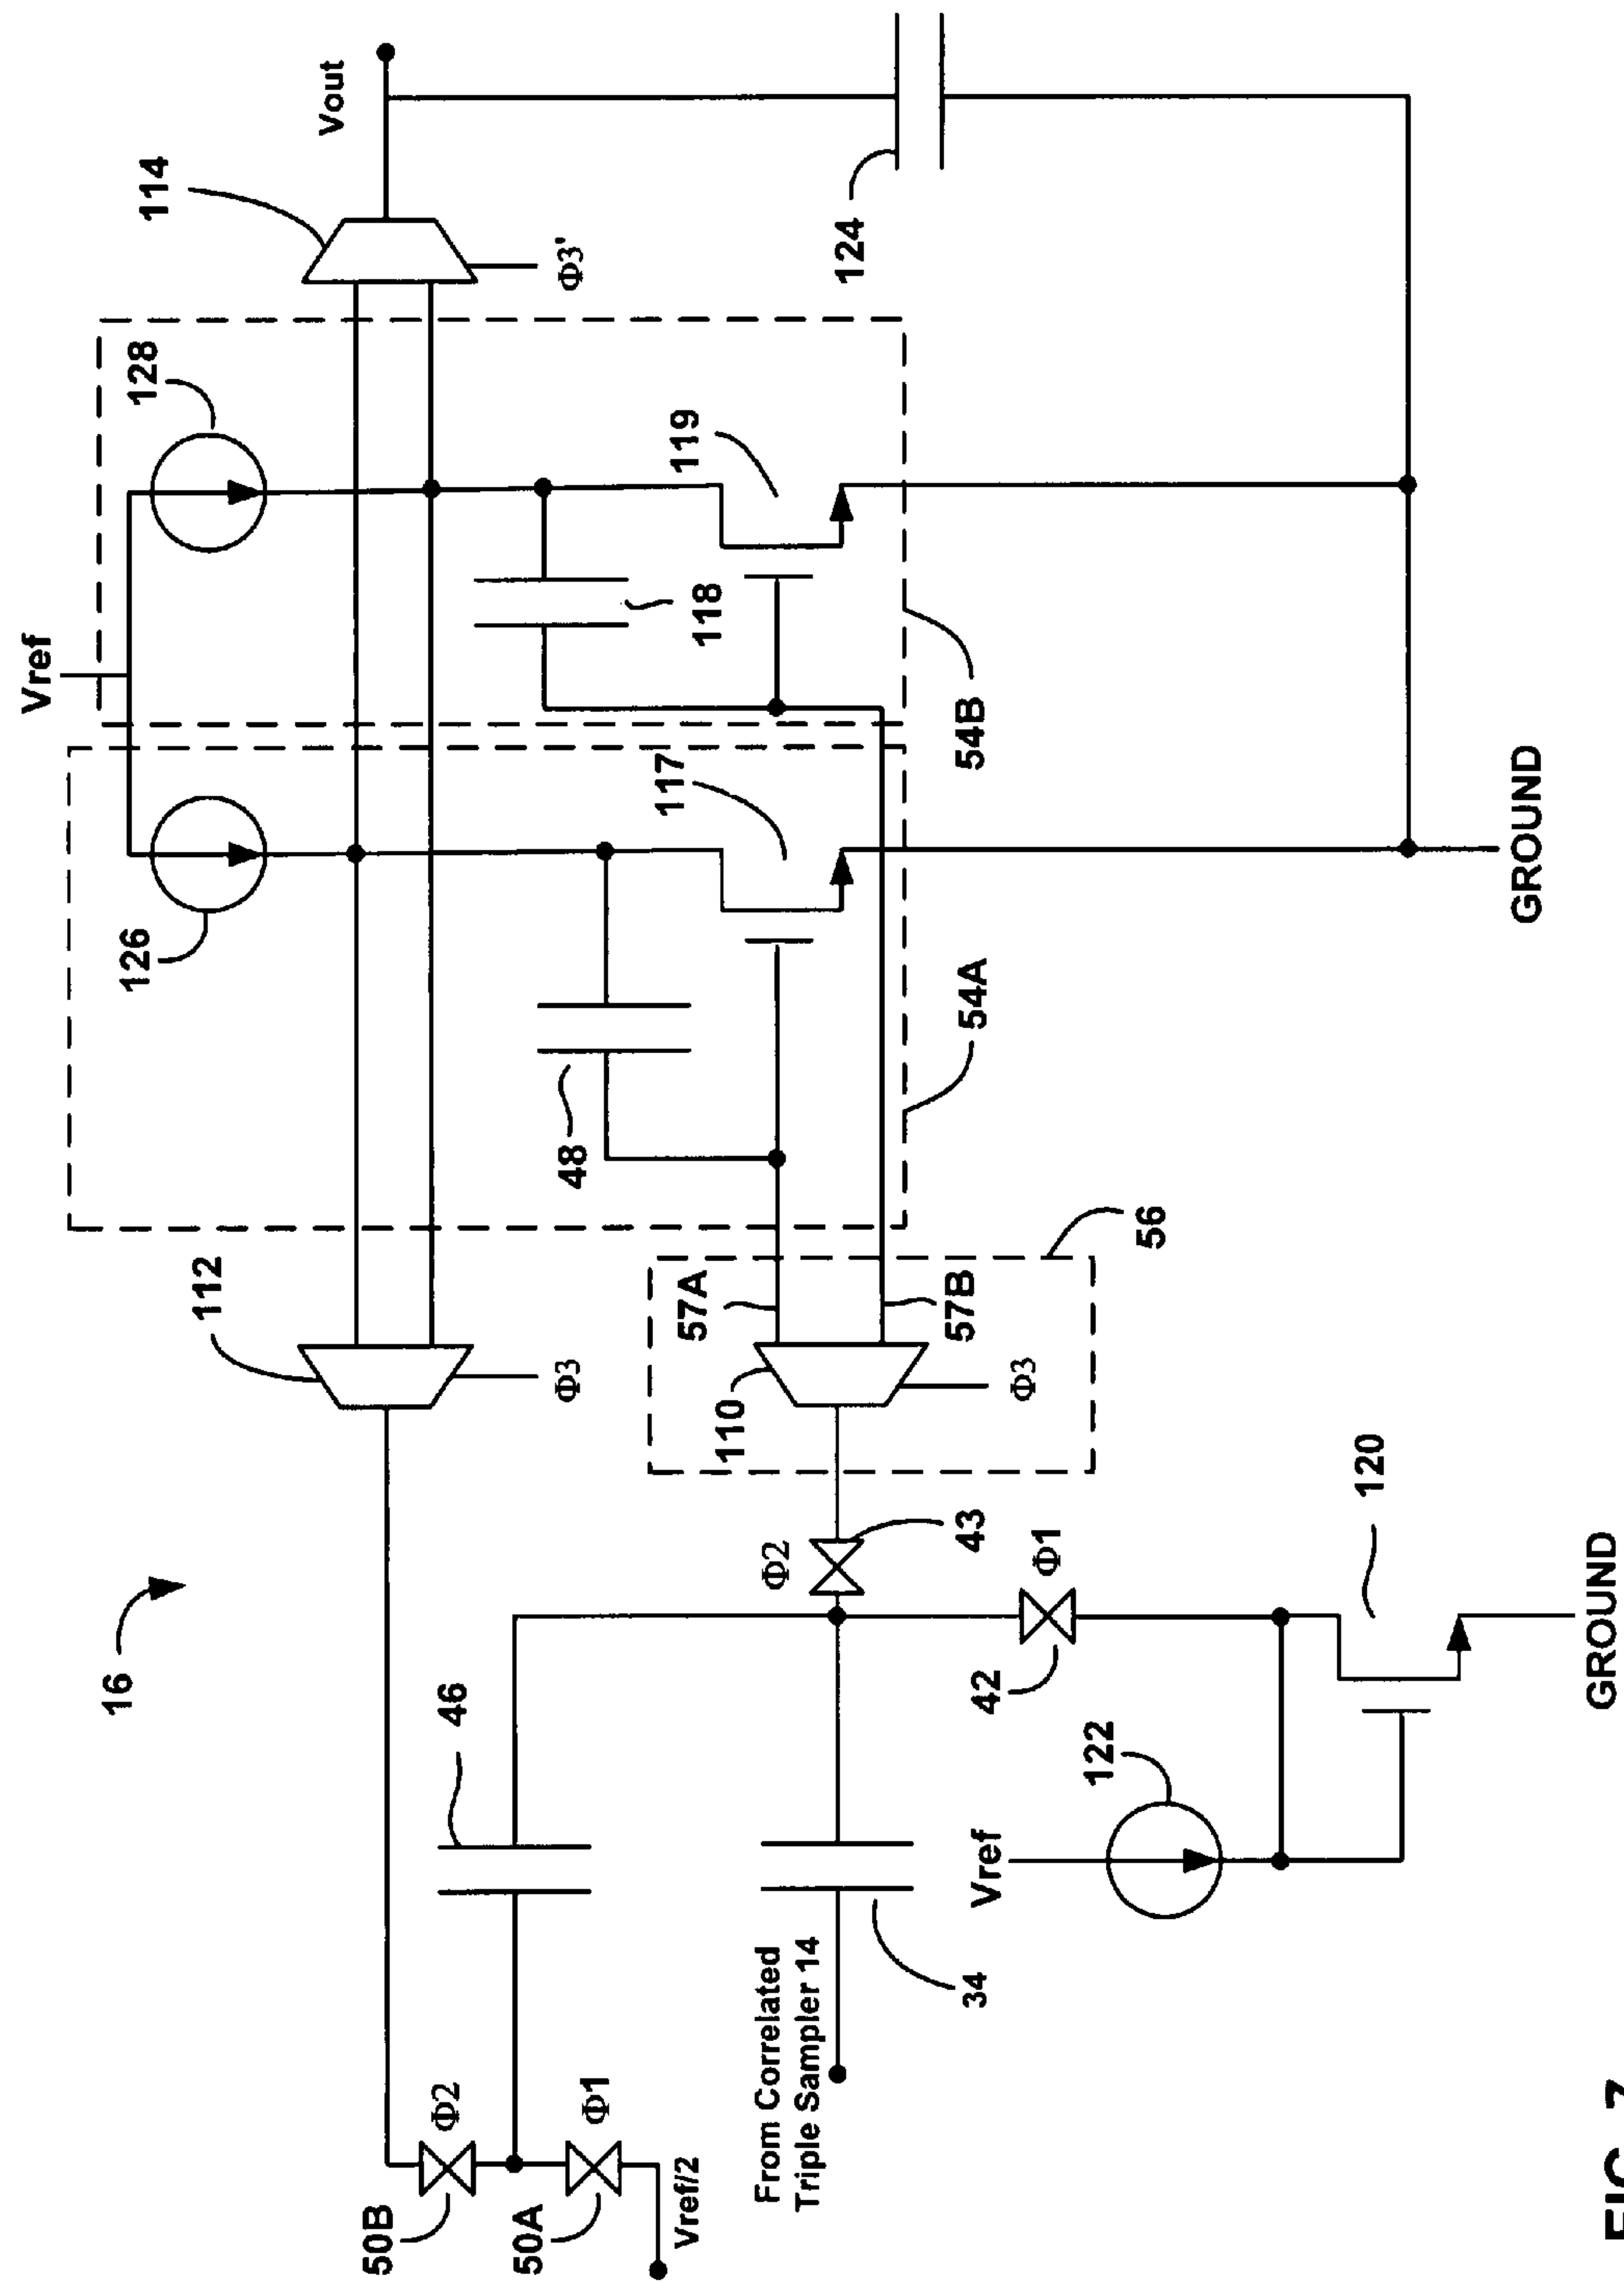 16
Vref
128
126
114
Vout
112
Φ3
Φ3'
119
118
117
48
124
54B
54A
56
57A
57B
110
Φ3
43
Φ2
42
Φ1
120
GROUND
GROUND
46
122
Vref
34
From Correlated
Triple Sampler 14
50B
Φ2
50A
Φ1
Vref/2
FIG. 7